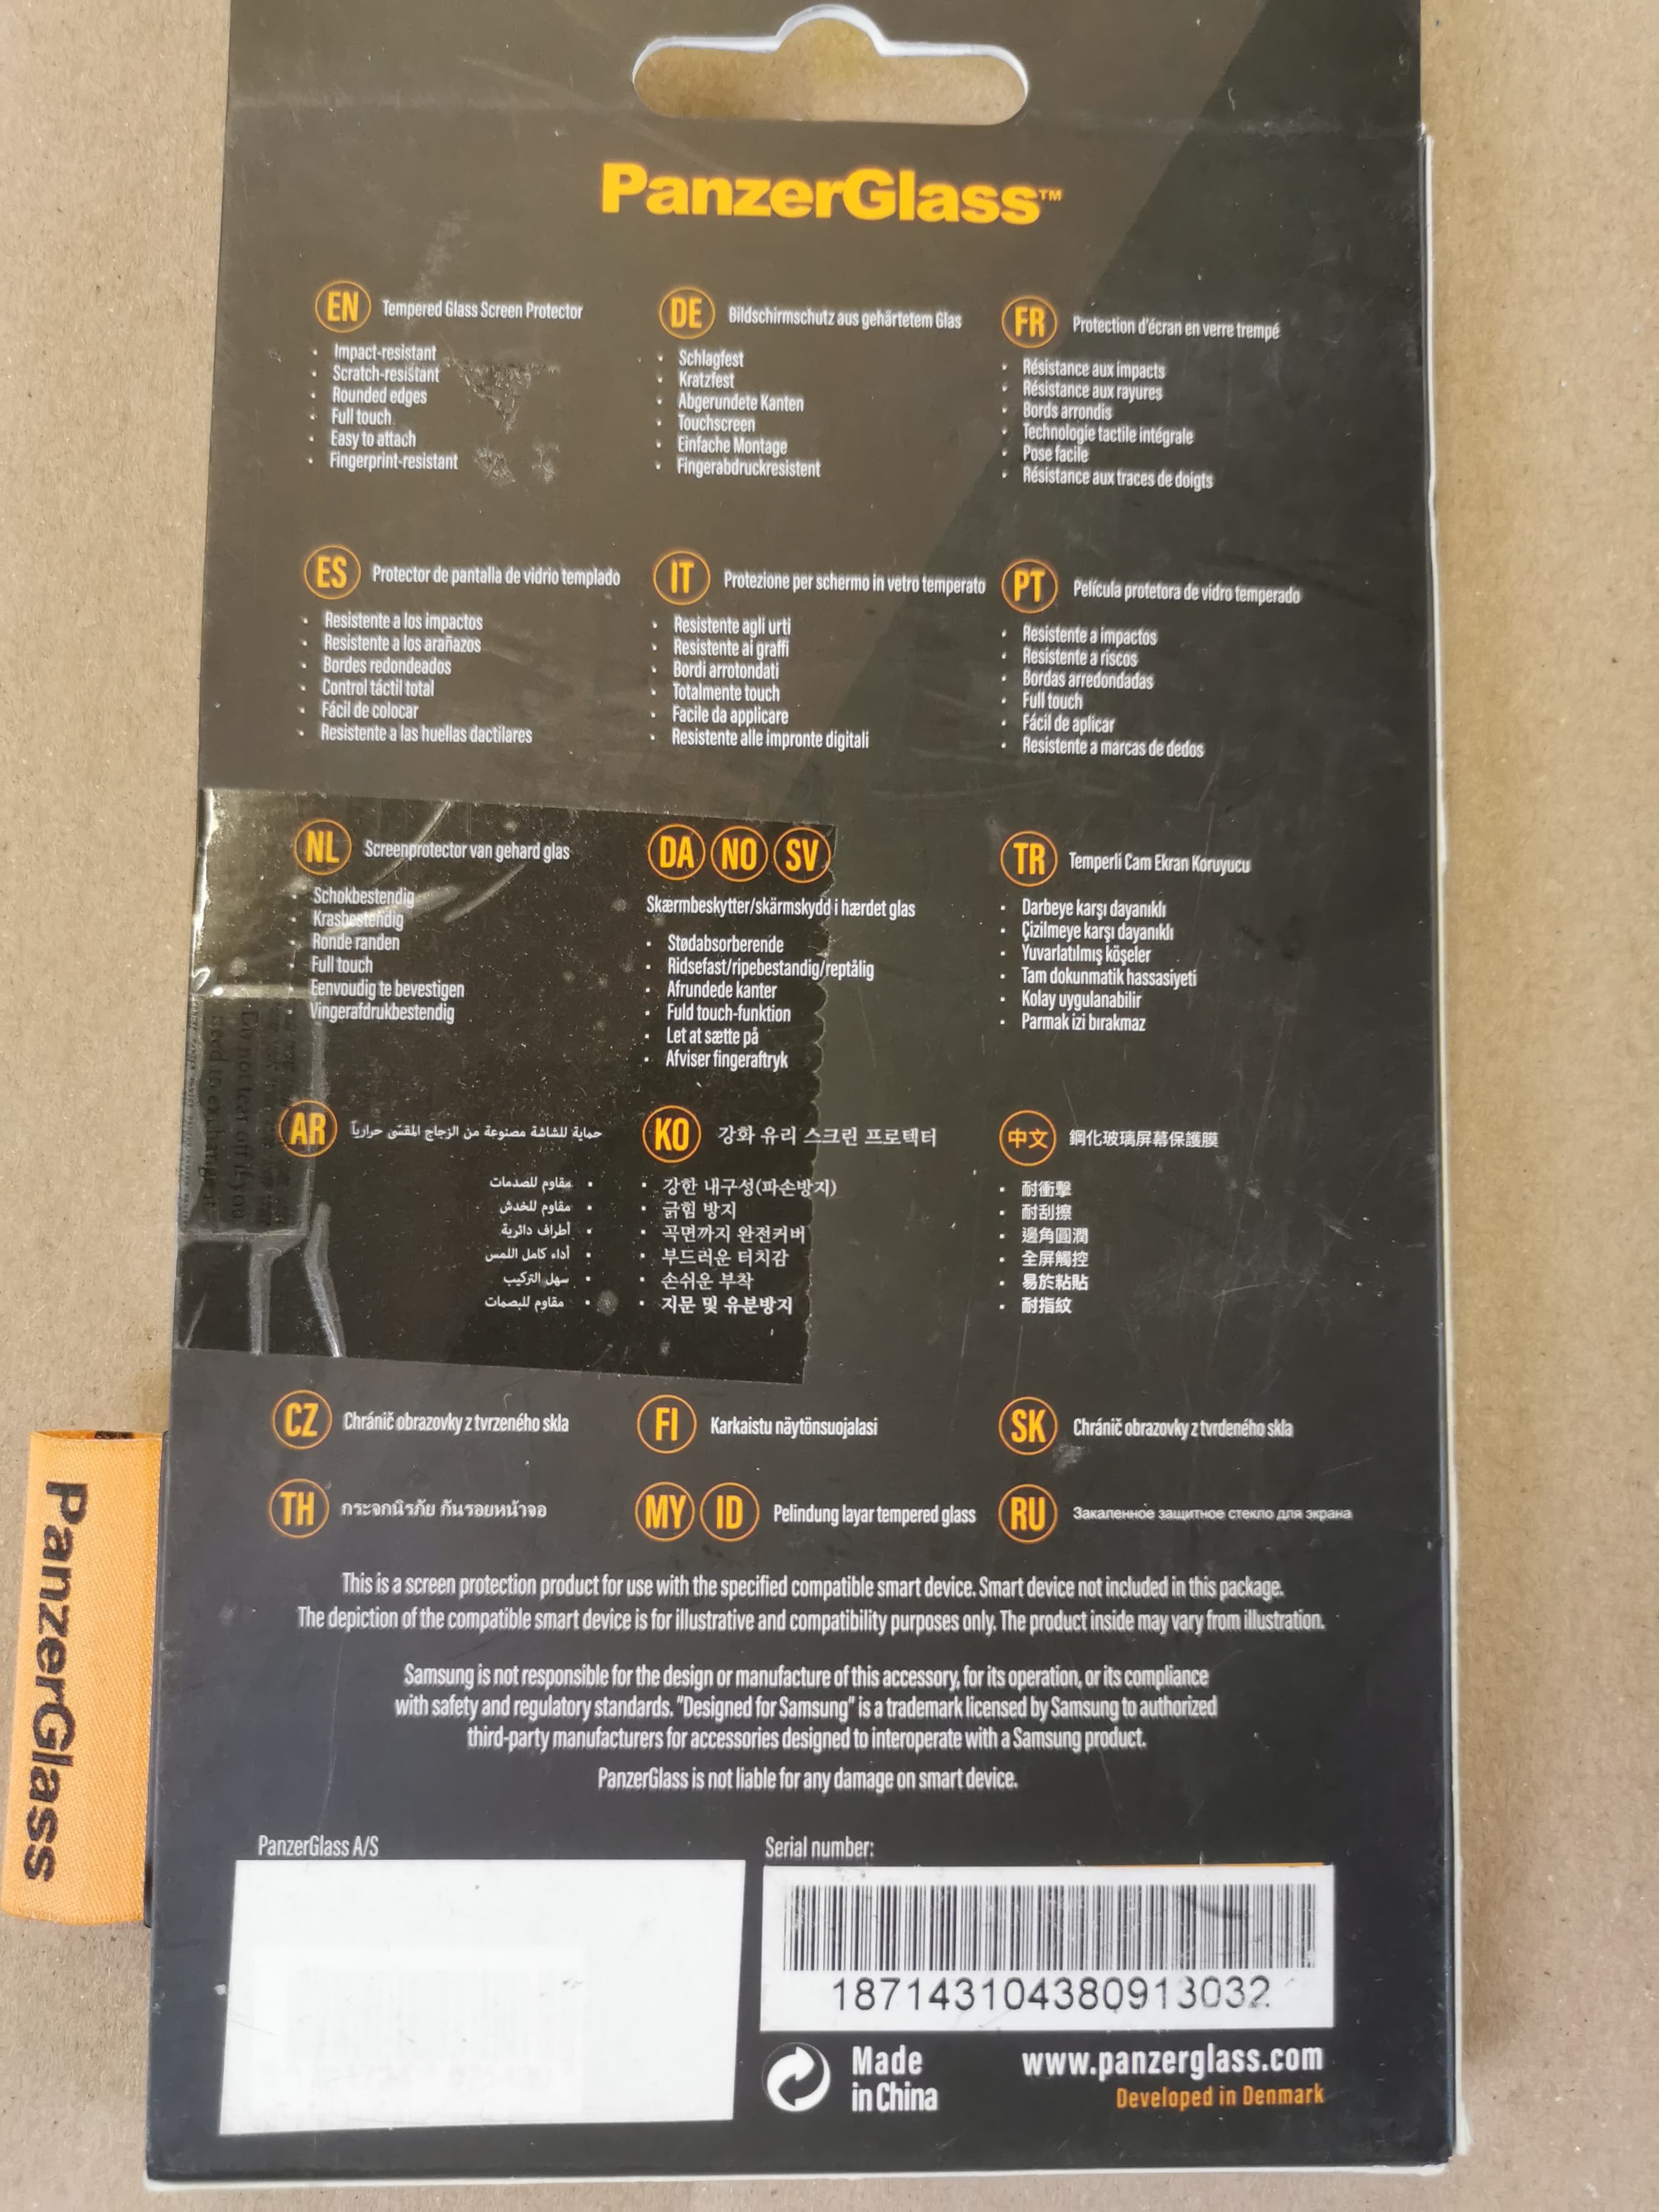 PanzerGlass™
EN Tempered Glass Screen Protector
• Impact-resistant
• Scratch-resistant
• Rounded edges
• Full touch
• Easy to attach
• Fingerprint-resistant
DE Bildschirmschutz aus gehärtetem Glas
• Schlagfest
• Kratzfest
• Abgerundete Kanten
• Touchscreen
• Einfache Montage
• Fingerabdruckresistent
FR Protection d'écran en verre trempé
• Résistance aux impacts
• Résistance aux rayures
• Bords arrondis
• Technologie tactile intégrale
• Pose facile
• Résistance aux traces de doigts
ES Protector de pantalla de vidrio templado
• Resistente a los impactos
• Resistente a los arañazos
• Bordes redondeados
• Control táctil total
• Fácil de colocar
• Resistente a las huellas dactilares
IT Protezione per schermo in vetro temperato
• Resistente agli urti
• Resistente ai graffi
• Bordi arrotondati
• Totalmente touch
• Facile da applicare
• Resistente alle impronte digitali
PT Película protetora de vidro temperado
• Resistente a impactos
• Resistente a riscos
• Bordas arredondadas
• Full touch
• Fácil de aplicar
• Resistente a marcas de dedos
NL Screenprotector van gehard glas
• Schokbestendig
• Krasbestendig
• Ronde randen
• Full touch
• Eenvoudig te bevestigen
• Vingerafdrukbestendig
DA NO SV
Skærmbeskytter/skärmskydd i hærdet glas
• Stødabsorberende
• Ridsefast/ripebestandig/reptålig
• Afrundede kanter
• Fuld touch-funktion
• Let at sætte på
• Afviser fingeraftryk
TR Temperli Cam Ekran Koruyucu
• Darbeye karşı dayanıklı
• Çizilmeye karşı dayanıklı
• Yuvarlatılmış köşeler
• Tam dokunmatik hassasiyeti
• Kolay uygulanabilir
• Parmak izi bırakmaz
AR حماية للشاشة مصنوعة من الزجاج المقسّى حرارياً
• مقاوم للصدمات
• مقاوم للخدش
• أطراف دائرية
• أداء كامل اللمس
• سهل التركيب
• مقاوم للبصمات
KO 강화 유리 스크린 프로텍터
• 강한 내구성(파손방지)
• 긁힘 방지
• 곡면까지 완전커버
• 부드러운 터치감
• 손쉬운 부착
• 지문 및 유분방지
中文 鋼化玻璃屏幕保護膜
• 耐衝擊
• 耐刮擦
• 邊角圓潤
• 全屏觸控
• 易於粘貼
• 耐指紋
CZ Chránič obrazovky z tvrzeného skla
FI Karkaistu näytönsuojalasi
SK Chránič obrazovky z tvrdeného skla
TH กระจกนิรภัย กันรอยหน้าจอ
MY ID Pelindung layar tempered glass
RU Закаленное защитное стекло для экрана
This is a screen protection product for use with the specified compatible smart device. Smart device not included in this package.
The depiction of the compatible smart device is for illustrative and compatibility purposes only. The product inside may vary from illustration.
Samsung is not responsible for the design or manufacture of this accessory, for its operation, or its compliance
with safety and regulatory standards. "Designed for Samsung" is a trademark licensed by Samsung to authorized
third-party manufacturers for accessories designed to interoperate with a Samsung product.
PanzerGlass is not liable for any damage on smart device.
PanzerGlass A/S
Serial number:
187143104380913032
Made
in China
www.panzerglass.com
Developed in Denmark
PanzerGlass
Do not tear off if you
need to exchange it